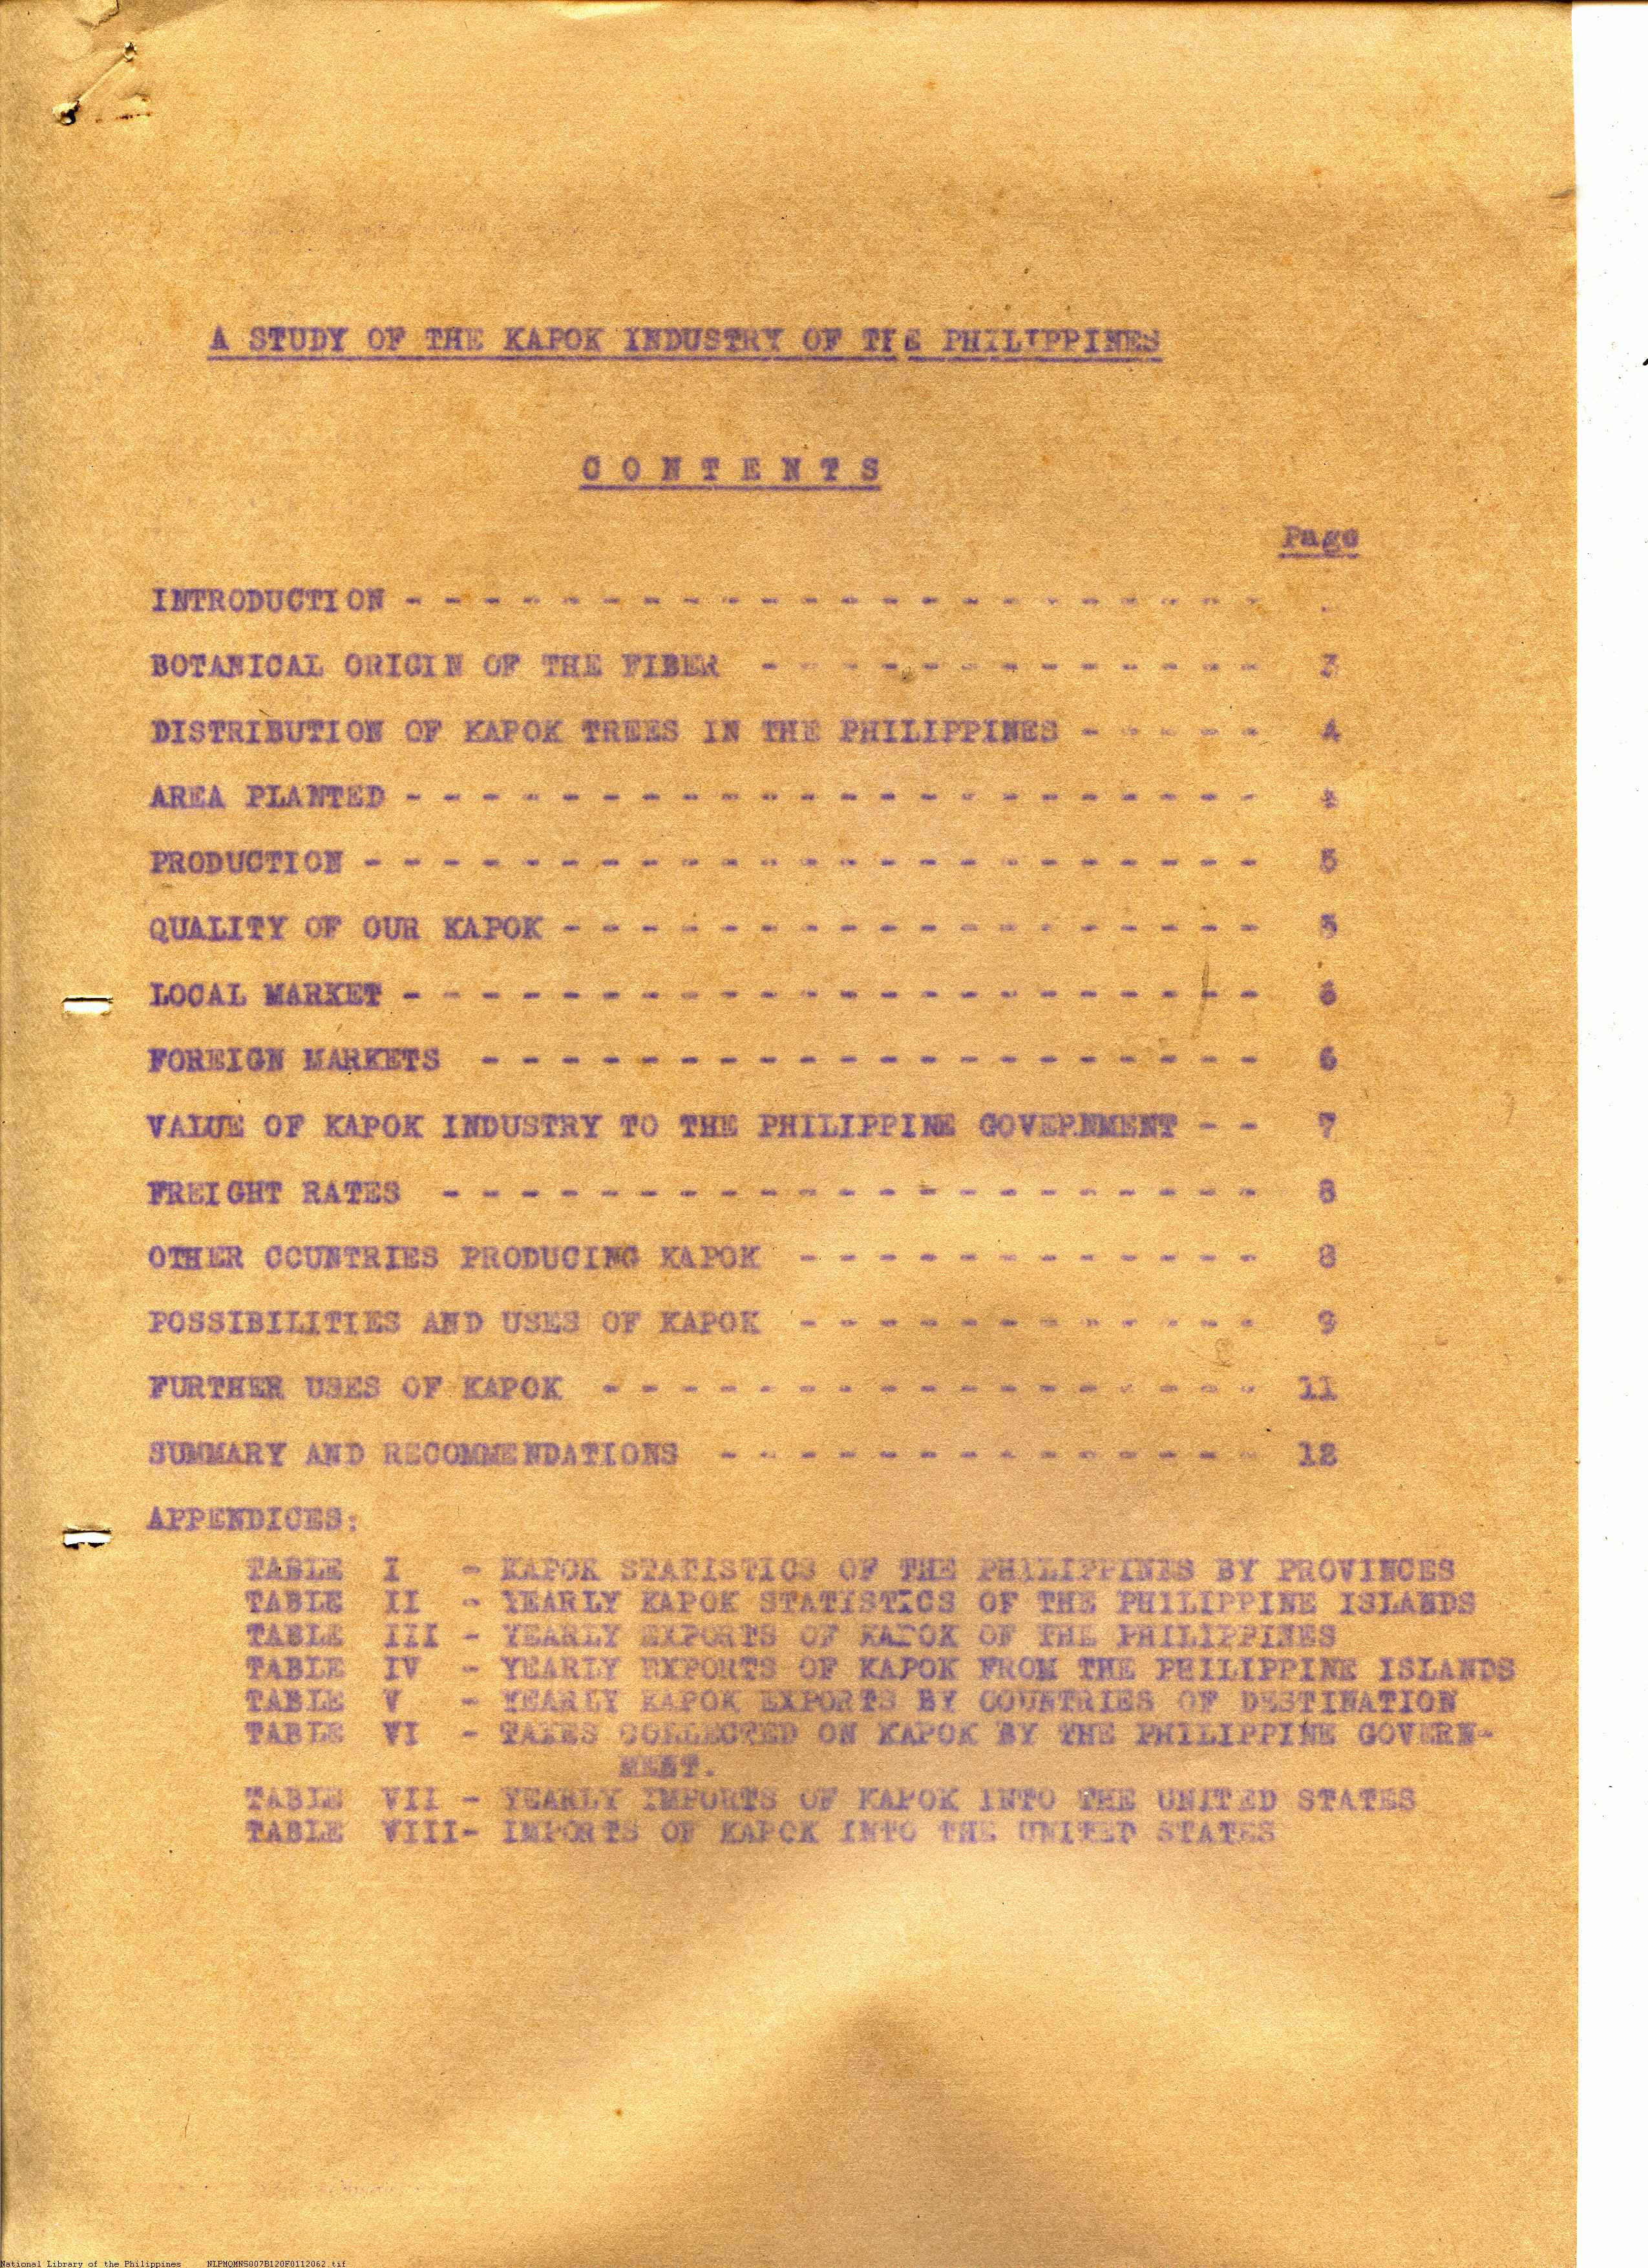 A STUDY OF THE KAPOK INDUSTRY OF THE PHILIPPINES
C O N T E N T S
Page
INTRODUCTION - - - - - - - - - - - - - - - - - - - - - -
BOTANICAL ORIGIN OF THE FIBER - - - - - - - - - - - - - 3
DISTRIBUTION OF KAPOK TREES IN THE PHILIPPINES - - - - - 4
AREA PLANTED - - - - - - - - - - - - - - - - - - - - - - 4
PRODUCTION - - - - - - - - - - - - - - - - - - - - - - - 5
QUALITY OF OUR KAPOK - - - - - - - - - - - - - - - - - - 5
LOCAL MARKET - - - - - - - - - - - - - - - - - - - - - - 6
FOREIGN MARKETS - - - - - - - - - - - - - - - - - - - - 6
VALUE OF KAPOK INDUSTRY TO THE PHILIPPINE GOVERNMENT - - 7
FREIGHT RATES - - - - - - - - - - - - - - - - - - - - - 8
OTHER COUNTRIES PRODUCING KAPOK - - - - - - - - - - - - 8
POSSIBILITIES AND USES OF KAPOK - - - - - - - - - - - - 9
FURTHER USES OF KAPOK - - - - - - - - - - - - - - - - - 11
SUMMARY AND RECOMMENDATIONS - - - - - - - - - - - - - - 12
APPENDICES:
TABLE I - KAPOK STATISTICS OF THE PHILIPPINES BY PROVINCES
TABLE II - YEARLY KAPOK STATISTICS OF THE PHILIPPINE ISLANDS
TABLE III - YEARLY EXPORTS OF KAPOK OF THE PHILIPPINES
TABLE IV - YEARLY EXPORTS OF KAPOK FROM THE PHILIPPINE ISLANDS
TABLE V - YEARLY KAPOK EXPORTS BY COUNTRIES OF DESTINATION
TABLE VI - TAXES COLLECTED ON KAPOK BY THE PHILIPPINE GOVERN-
MENT.
TABLE VII - YEARLY IMPORTS OF KAPOK INTO THE UNITED STATES
TABLE VIII- IMPORTS OF KAPOK INTO THE UNITED STATES
National Library of the Philippines NLPMQMNS007B120F0112062.tif